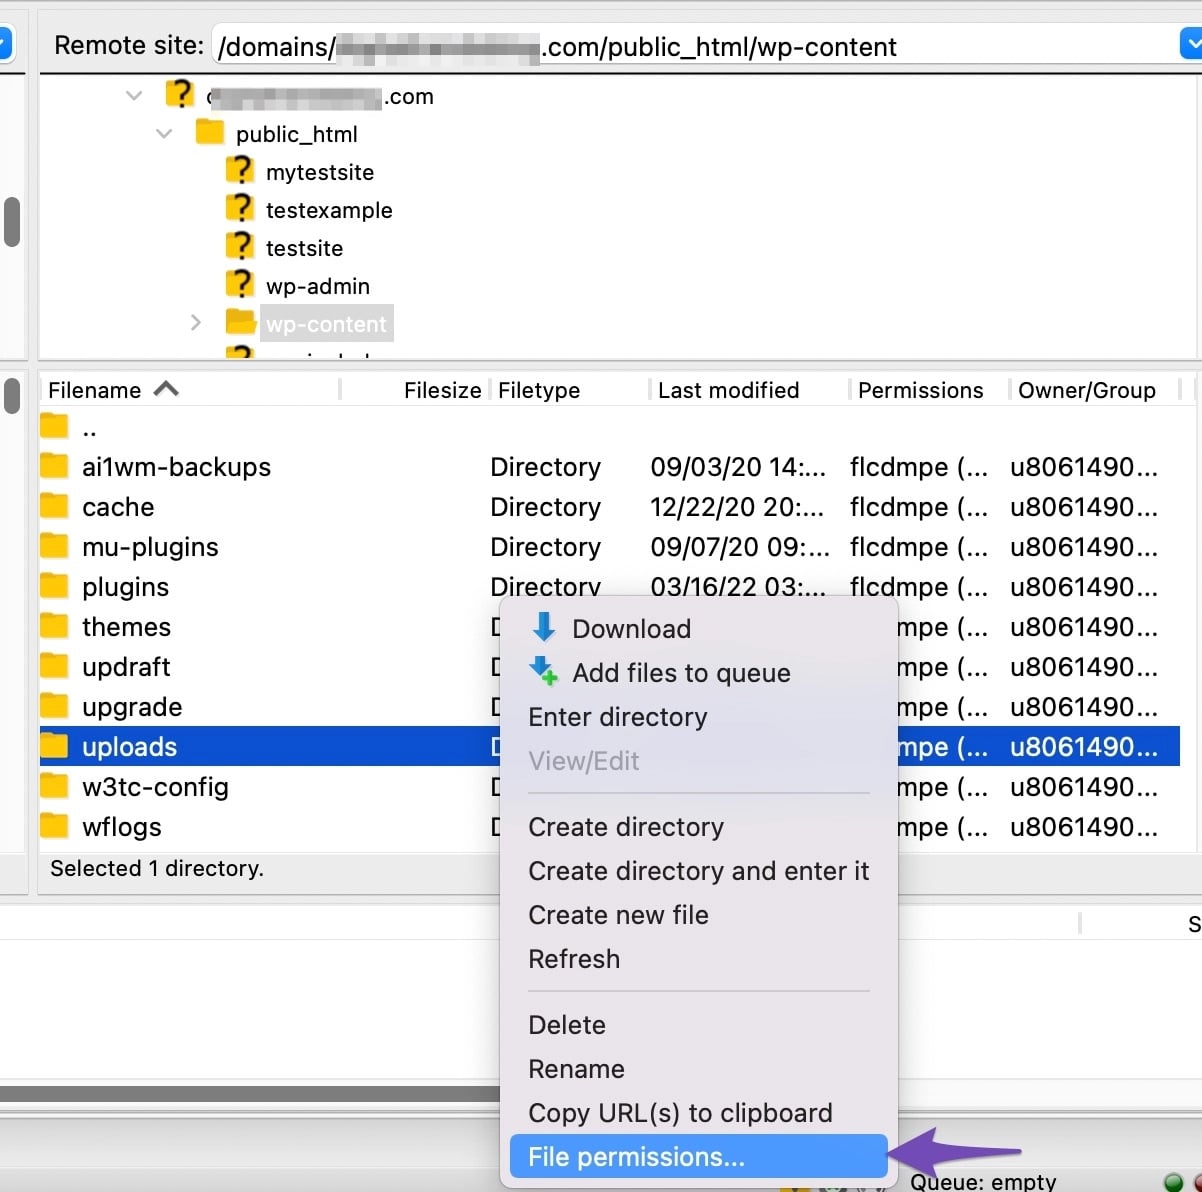 Remote site: /domains/ .com/public_html/wp-content
.com
public_html
mytestsite
testexample
testsite
wp-admin
wp-content
Filename Filesize Filetype Last modified Permissions Owner/Group
..
ai1wm-backups Directory 09/03/20 14:... flcdmpe (... u8061490...
cache Directory 12/22/20 20:... flcdmpe (... u8061490...
mu-plugins Directory 09/07/20 09:... flcdmpe (... u8061490...
plugins Directory 03/16/22 03:... flcdmpe (... u8061490...
themes D mpe (... u8061490...
updraft D mpe (... u8061490...
upgrade D mpe (... u8061490...
uploads D mpe (... u8061490...
w3tc-config D mpe (... u8061490...
wflogs D mpe (... u8061490...
Selected 1 directory.
Download
Add files to queue
Enter directory
View/Edit
Create directory
Create directory and enter it
Create new file
Refresh
Delete
Rename
Copy URL(s) to clipboard
File permissions...
S
Queue: empty